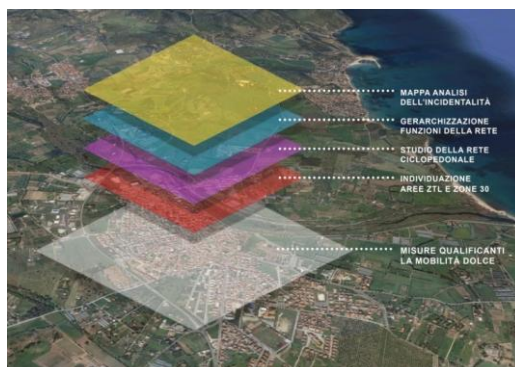 MAPPA ANALISI
DELL'INCIDENTALITÀ
GERARCHIZZAZIONE
FUNZIONI DELLA RETE
STUDIO DELLA RETE
CICLOPEDONALE
INDIVIDUAZIONE
AREE ZTL E ZONE 30
MISURE QUALIFICANTI
LA MOBILITÀ DOLCE